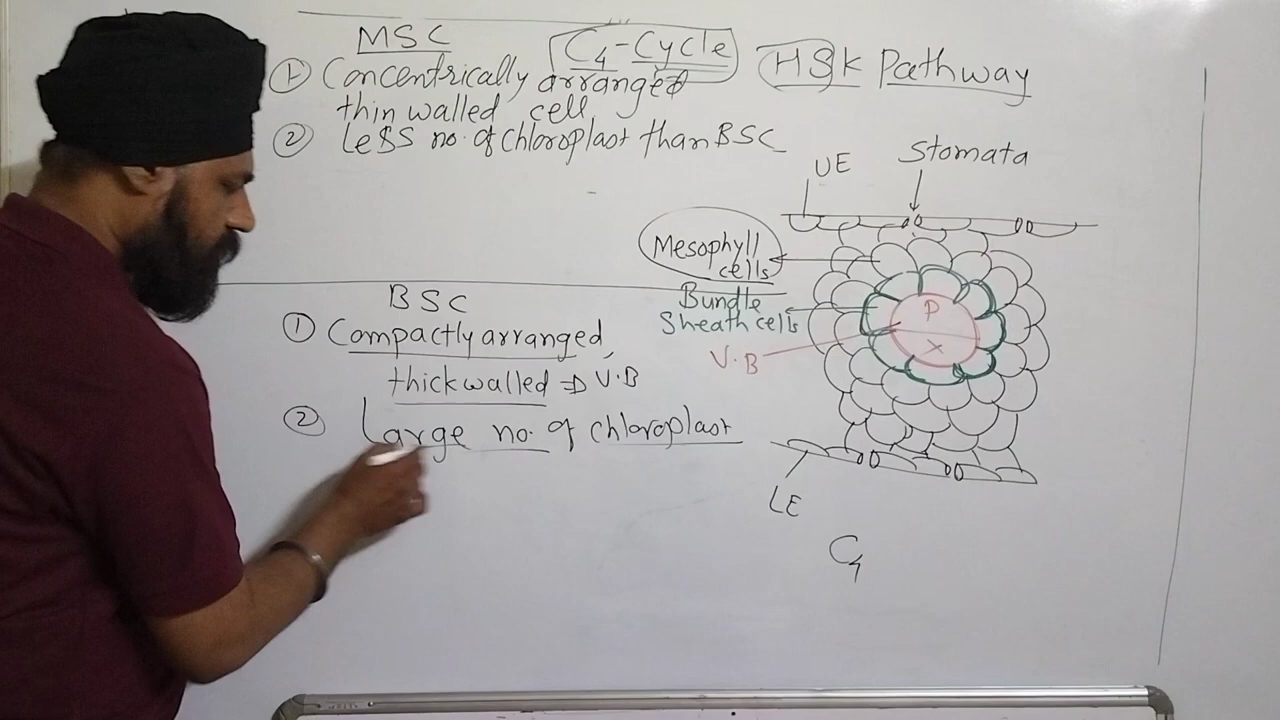 MSC
C4-Cycle
HSK Pathway
① Concentrically arranged
thin walled cell
② Less no. of chloroplast than BSC
UE
Stomata
Mesophyll
cells
Bundle
Sheath cells
V.B
P
X
LE
C4
BSC
① Compactly arranged,
thick walled ⇒ V.B
② Large no. of chloroplast